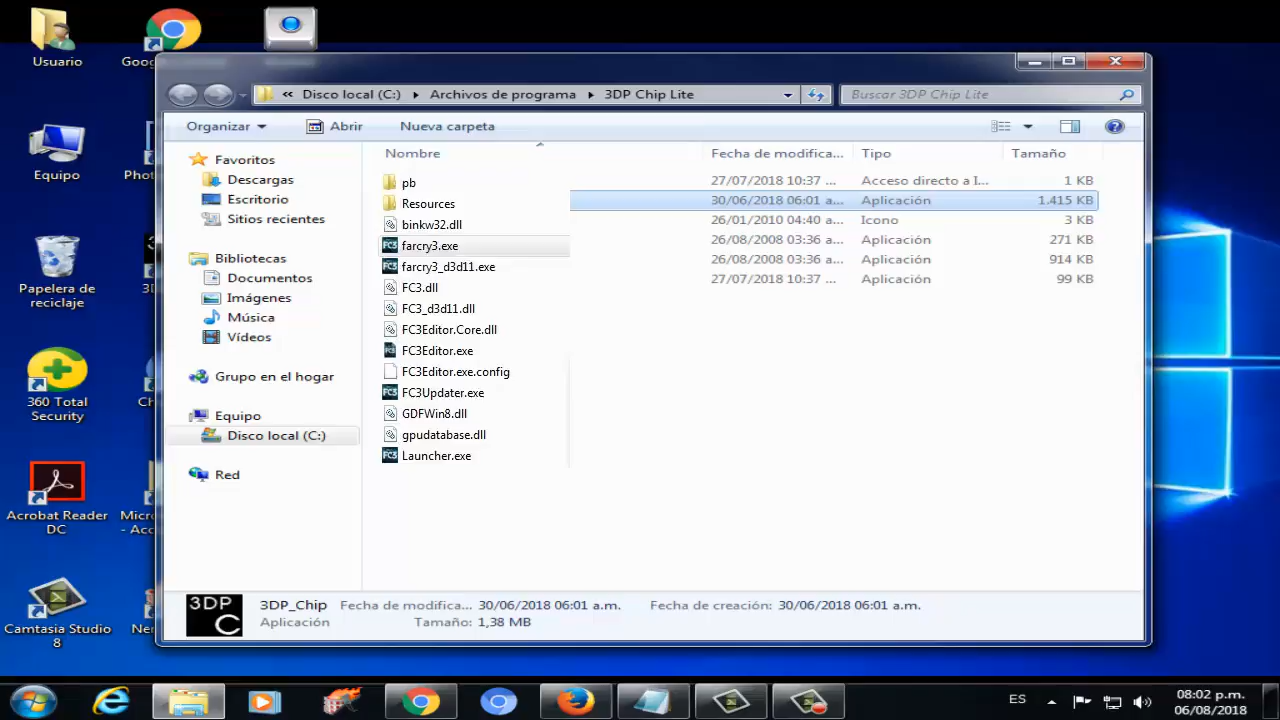 Usuario
Goog
Equipo
Phot
Papelera de
reciclaje
3D
360 Total
Security
Ch
Acrobat Reader
DC
Micro
- Acc
Camtasia Studio
8
Ner
« Disco local (C:) ▸ Archivos de programa ▸ 3DP Chip Lite
Buscar 3DP Chip Lite
Organizar
Abrir
Nueva carpeta
Favoritos
Descargas
Escritorio
Sitios recientes
Bibliotecas
Documentos
Imágenes
Música
Vídeos
Grupo en el hogar
Equipo
Disco local (C:)
Red
Nombre Fecha de modifica... Tipo Tamaño
pb
Resources
binkw32.dll
farcry3.exe
farcry3_d3d11.exe
FC3.dll
FC3_d3d11.dll
FC3Editor.Core.dll
FC3Editor.exe
FC3Editor.exe.config
FC3Updater.exe
GDFWin8.dll
gpudatabase.dll
Launcher.exe
27/07/2018 10:37 ... Acceso directo a I... 1 KB
30/06/2018 06:01 a... Aplicación 1.415 KB
26/01/2010 04:40 a... Icono 3 KB
26/08/2008 03:36 a... Aplicación 271 KB
26/08/2008 03:36 a... Aplicación 914 KB
27/07/2018 10:37 ... Aplicación 99 KB
3DP
C
3DP_Chip Fecha de modifica... 30/06/2018 06:01 a.m. Fecha de creación: 30/06/2018 06:01 a.m.
Aplicación Tamaño: 1,38 MB
ES
08:02 p.m.
06/08/2018